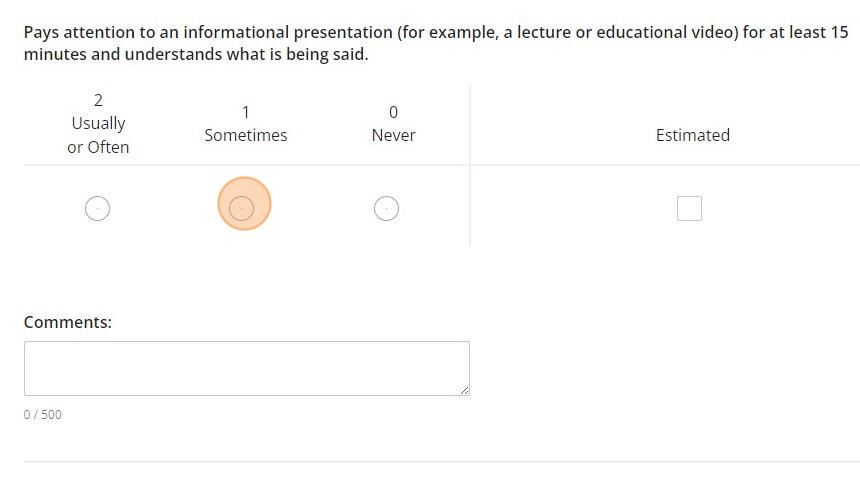 Pays attention to an informational presentation (for example, a lecture or educational video) for at least 15
minutes and understands what is being said.
2
Usually
or Often
1
Sometimes
0
Never
Estimated
Comments:
0 / 500